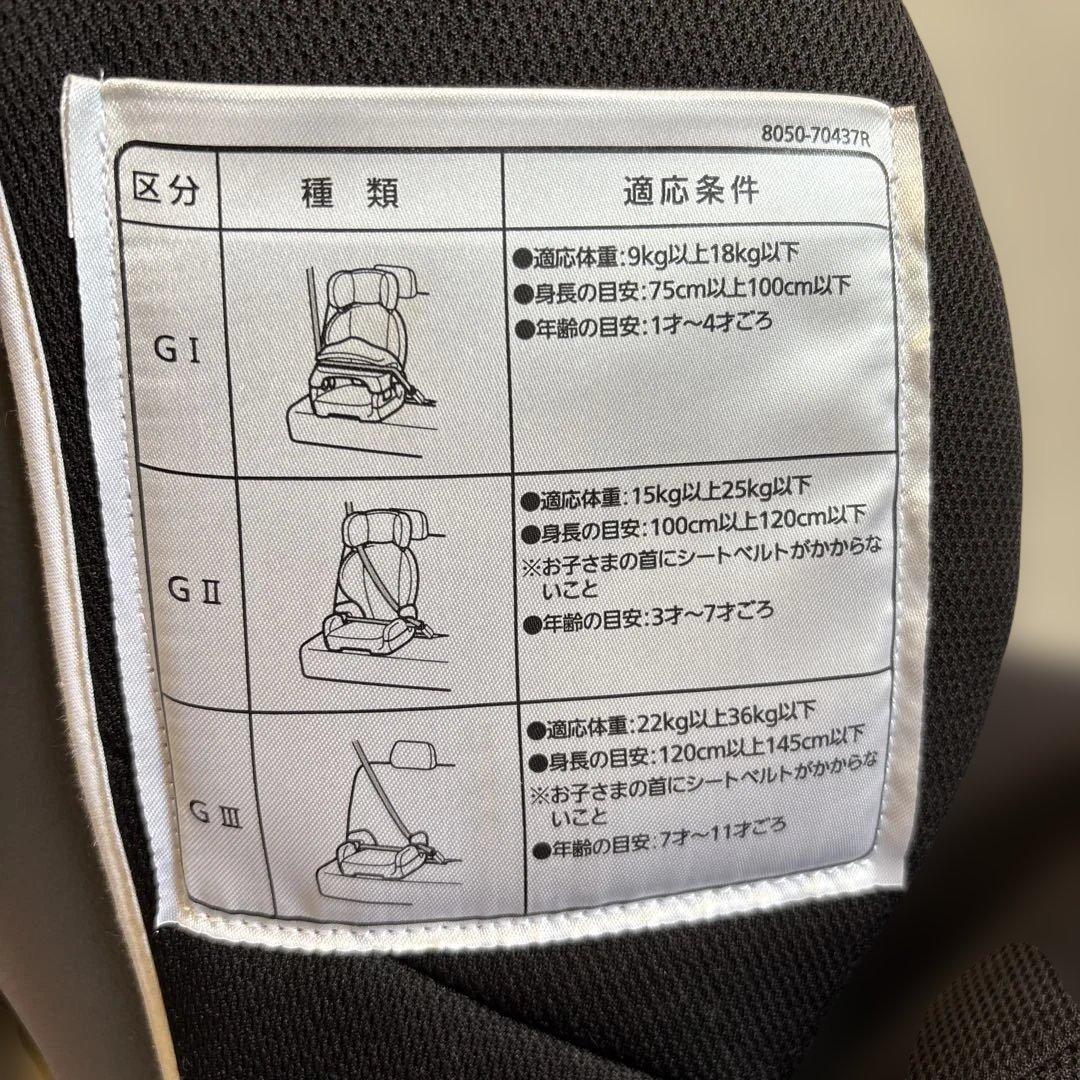 8050-70437R
区分 種類 適応条件
GⅠ
●適応体重:9kg以上18kg以下
●身長の目安:75cm以上100cm以下
●年齢の目安:1才～4才ごろ
GⅡ
●適応体重:15kg以上25kg以下
●身長の目安:100cm以上120cm以下
※お子さまの首にシートベルトがかからな
いこと
●年齢の目安:3才～7才ごろ
GⅢ
●適応体重:22kg以上36kg以下
●身長の目安:120cm以上145cm以下
※お子さまの首にシートベルトがかからな
いこと
●年齢の目安:7才～11才ごろ